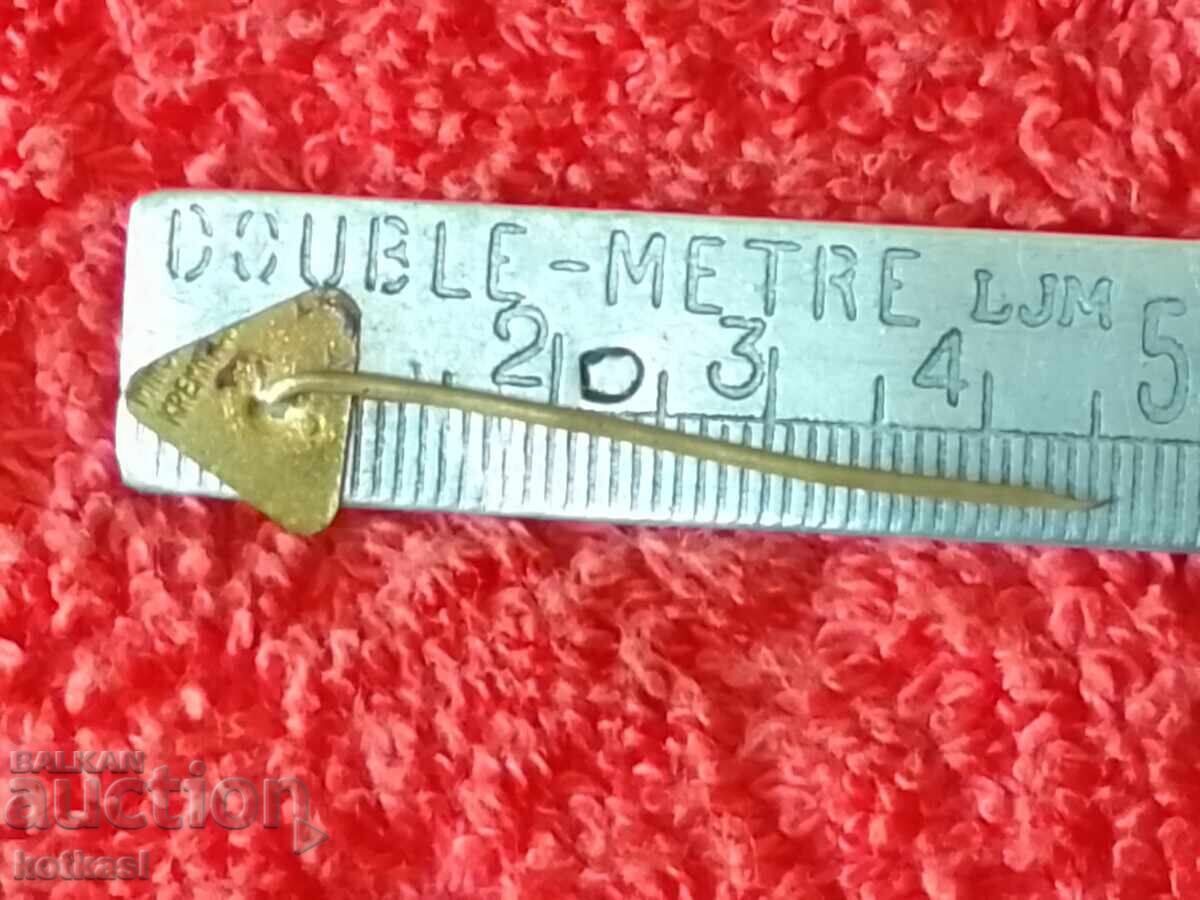 DOUBLE-METRE LJM
2 3 4 5
BALKAN
auction
kotkasl